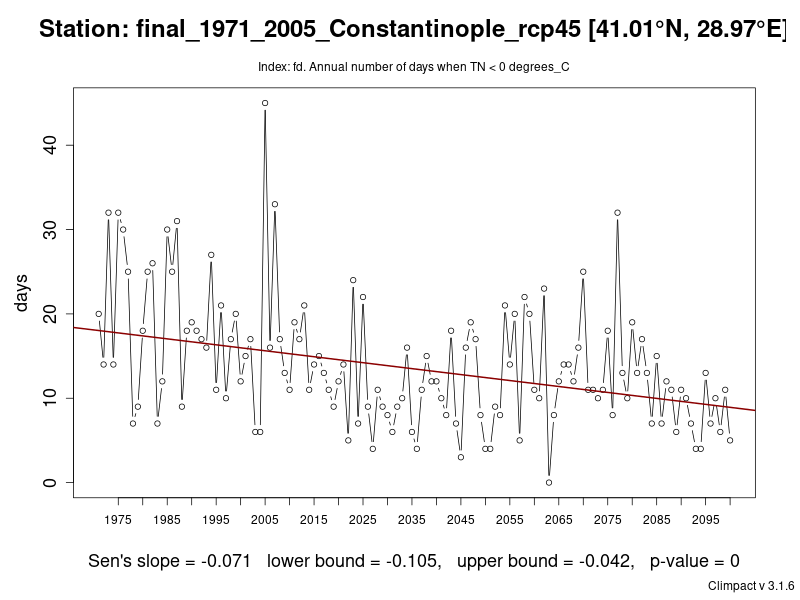 Station: final_1971_2005_Constantinople_rcp45 [41.01°N, 28.97°E]
Index: fd. Annual number of days when TN < 0 degrees_C
days
40
30
20
10
0
1975 1985 1995 2005 2015 2025 2035 2045 2055 2065 2075 2085 2095
Sen's slope = -0.071 lower bound = -0.105, upper bound = -0.042, p-value = 0
Climpact v 3.1.6